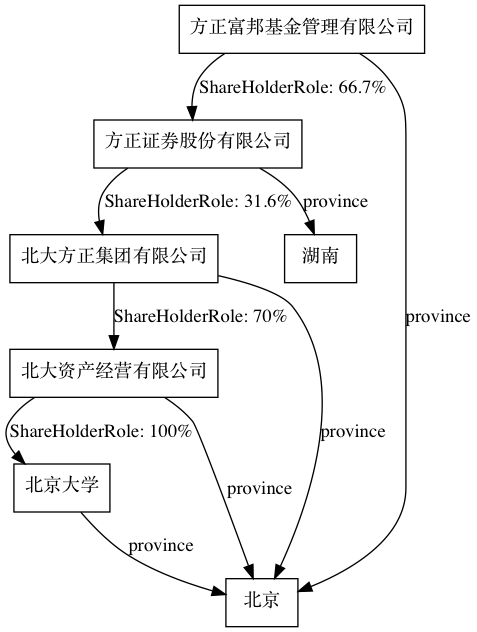 方正富邦基金管理有限公司
ShareHolderRole: 66.7%
方正证券股份有限公司
ShareHolderRole: 31.6%
province
北大方正集团有限公司
湖南
ShareHolderRole: 70%
province
北大资产经营有限公司
ShareHolderRole: 100%
province
北京大学
province
province
北京